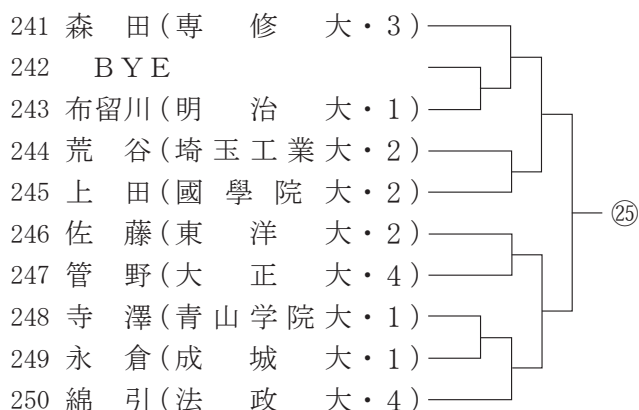 241 森田(専修大・3)
242 BYE
243 布留川(明治大・1)
244 荒谷(埼玉工業大・2)
245 上田(國學院大・2)
246 佐藤(東洋大・2)
247 管野(大正大・4)
248 寺澤(青山学院大・1)
249 永倉(成城大・1)
250 綿引(法政大・4)
㉕